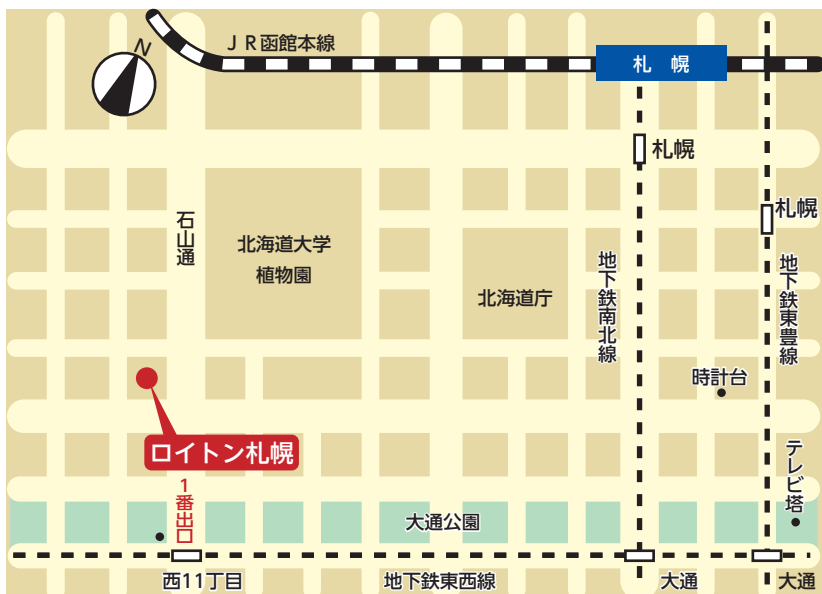 N
ＪＲ函館本線
札　幌
札幌
札幌
石山通
北海道大学
植物園
北海道庁
地下鉄南北線
地下鉄東豊線
時計台
ロイトン札幌
テレビ塔
1番出口
大通公園
西11丁目
地下鉄東西線
大通
大通